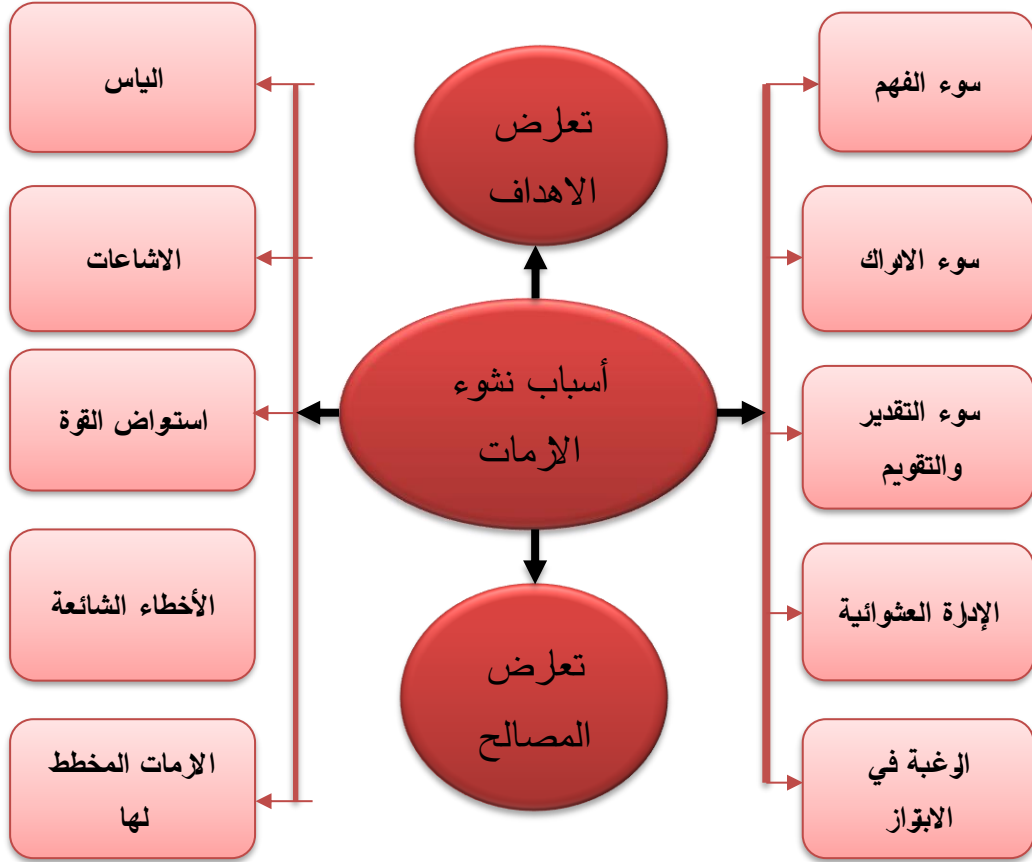 سوء الفهم
سوء الادراك
سوء التقدير
والتقويم
الإدارة العشوائية
الرغبة في
الابتزاز
تعارض
الاهداف
أسباب نشوء
الازمات
تعارض
المصالح
الياس
الاشاعات
استعراض القوة
الأخطاء الشائعة
الازمات المخطط
لها